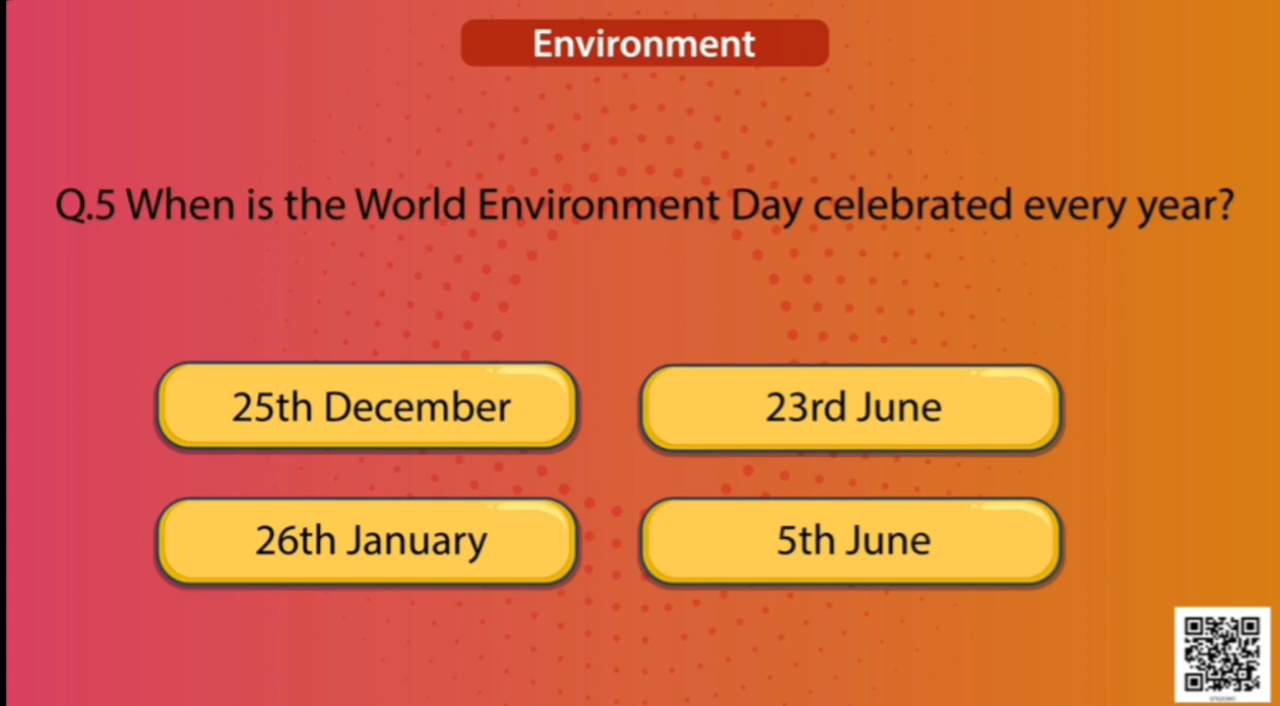 Environment
Q.5 When is the World Environment Day celebrated every year?
25th December
23rd June
26th January
5th June